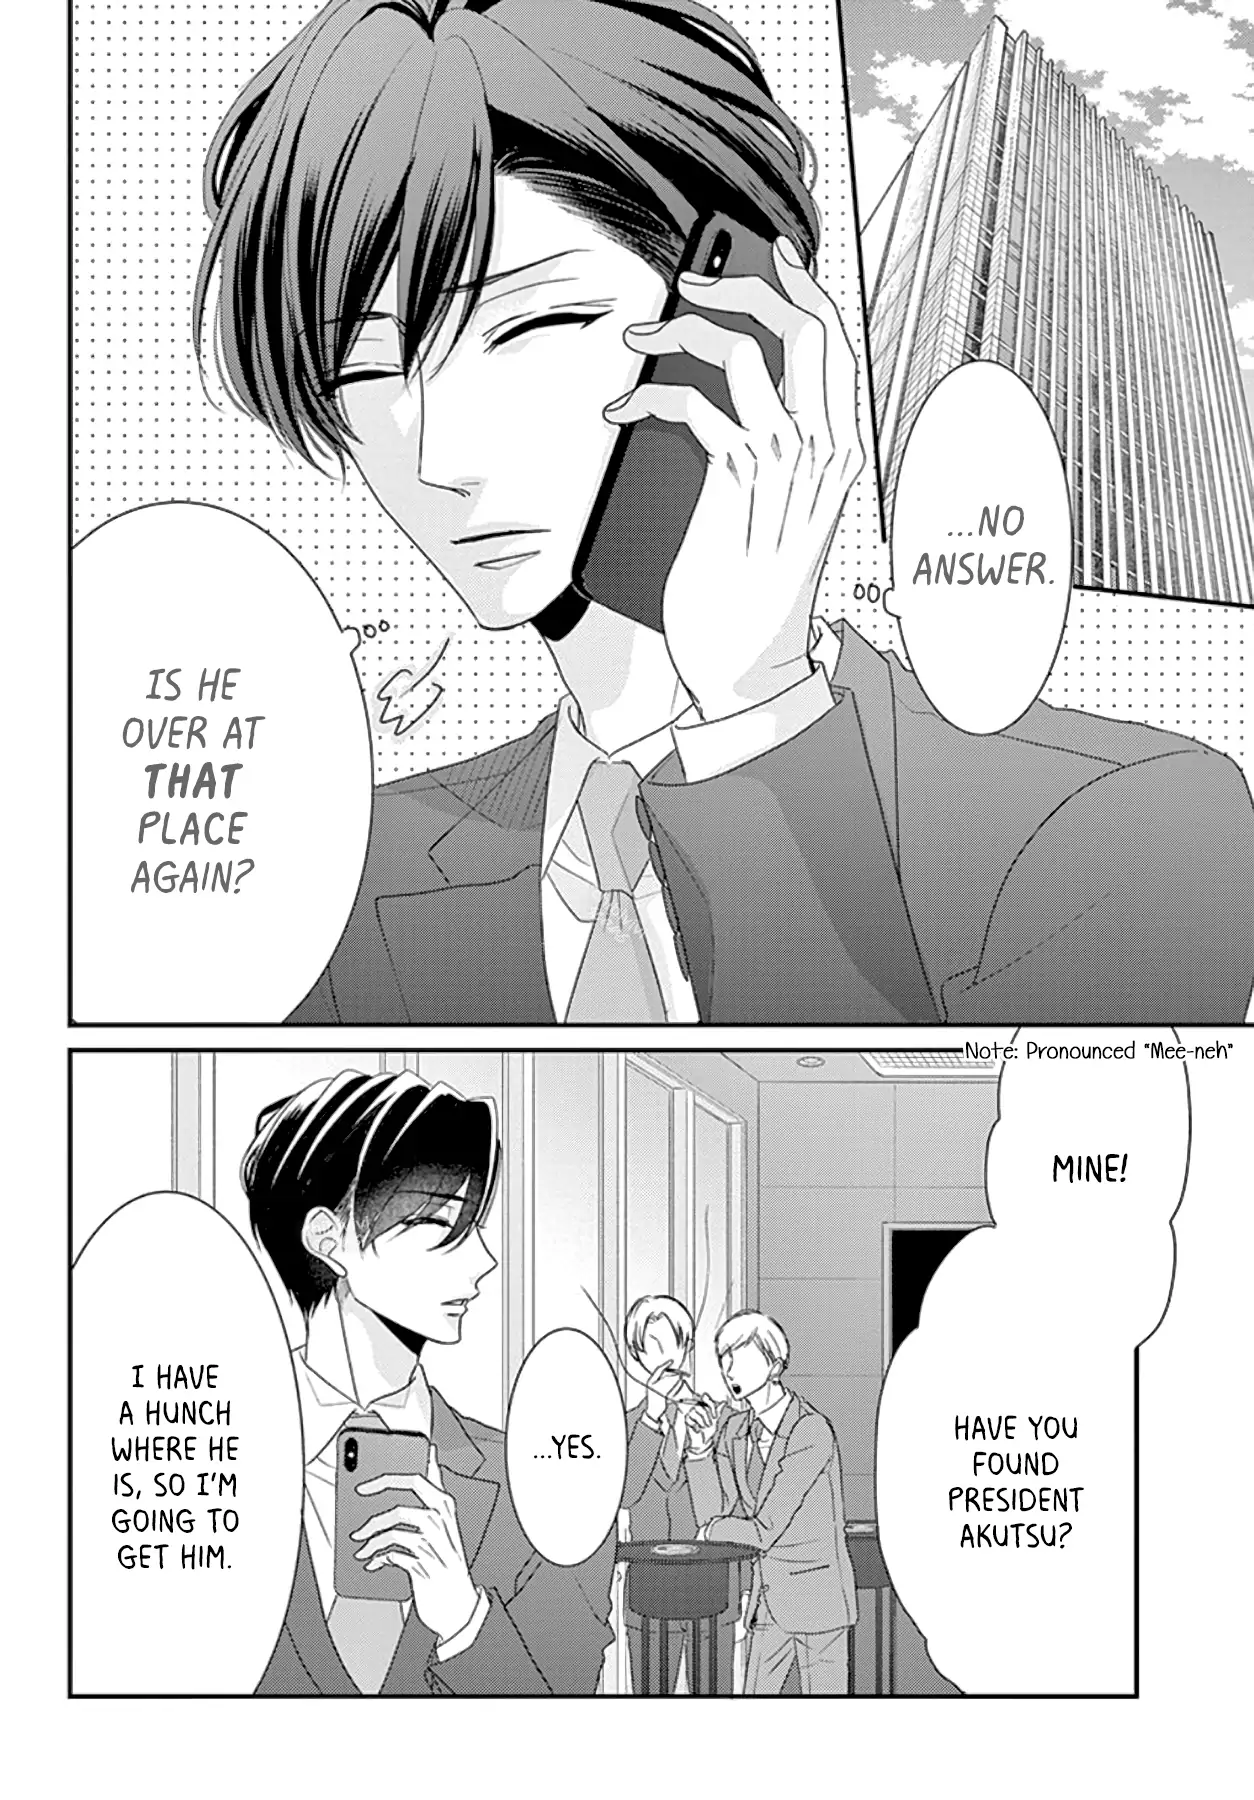 ...NO
ANSWER.
IS HE
OVER AT
THAT
PLACE
AGAIN?
Note: Pronounced "Mee-neh"
MINE!
HAVE YOU
FOUND
PRESIDENT
AKUTSU?
...YES.
I HAVE
A HUNCH
WHERE HE
IS, SO I'M
GOING TO
GET HIM.